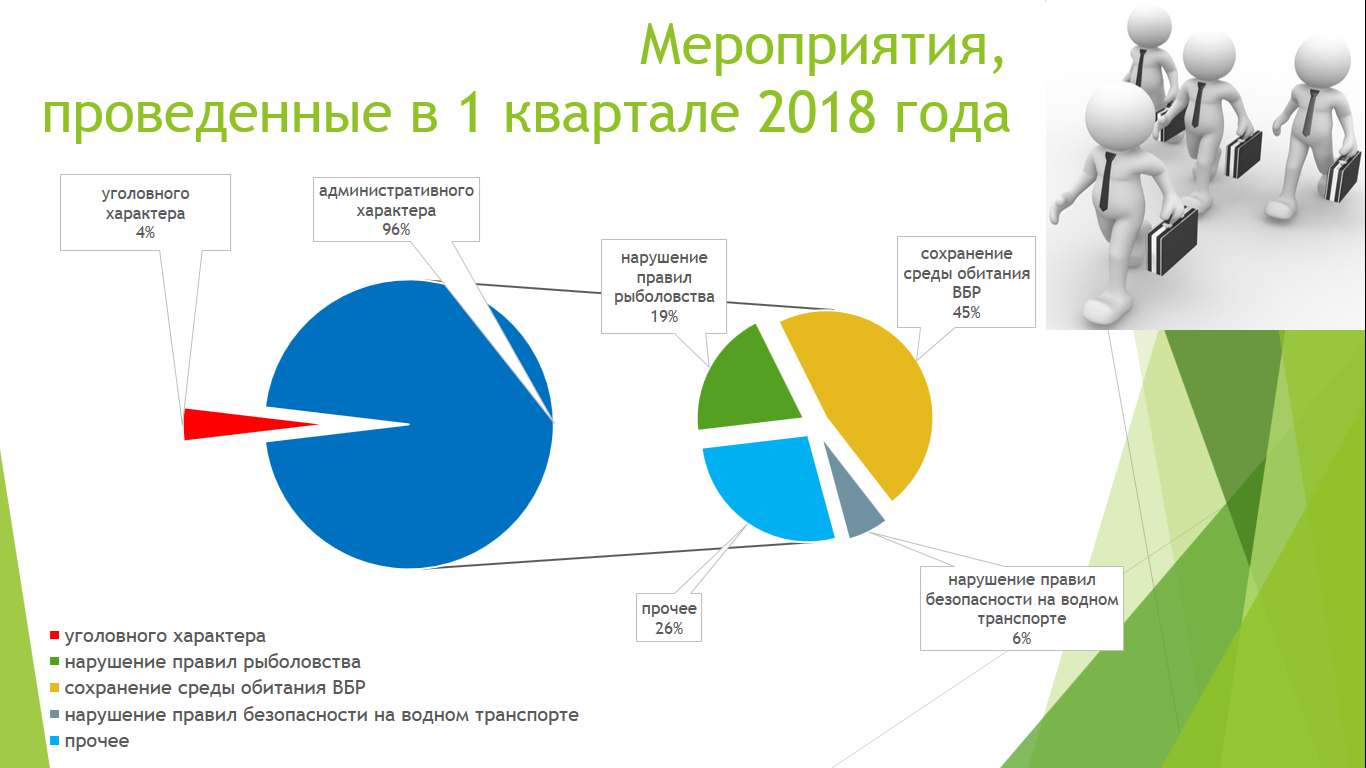 Мероприятия,
проведенные в 1 квартале 2018 года
уголовного
характера
4%
административного
характера
96%
нарушение
правил
рыболовства
19%
сохранение
среды обитания
ВБР
45%
прочее
26%
нарушение правил
безопасности на водном
транспорте
6%
уголовного характера
нарушение правил рыболовства
сохранение среды обитания ВБР
нарушение правил безопасности на водном транспорте
прочее